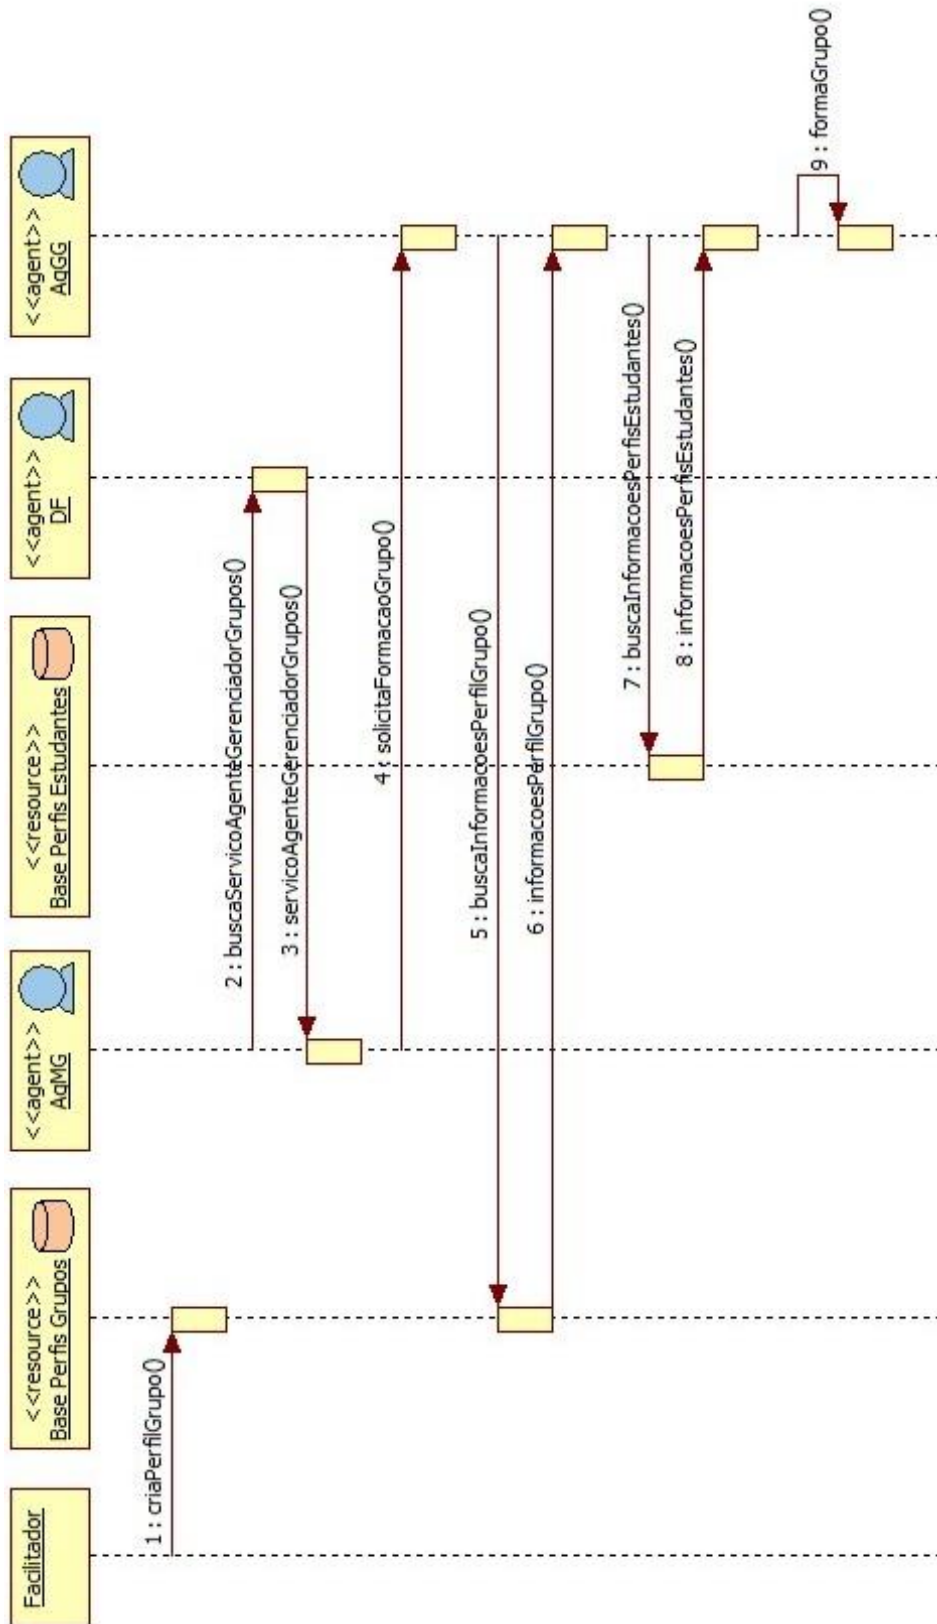 Facilitador
<<resource>>
Base Perfis Grupos
<<agent>>
AgMG
<<resource>>
Base Perfis Estudantes
<<agent>>
DF
<<agent>>
AgGG
1 : criaPerfilGrupo()
2 : buscaServicoAgenteGerenciadorGrupos()
3 : servicoAgenteGerenciadorGrupos()
4 : solicitaFormacaoGrupo()
5 : buscaInformacoesPerfilGrupo()
6 : informacoesPerfilGrupo()
7 : buscaInformacoesPerfisEstudantes()
8 : informacoesPerfisEstudantes()
9 : formaGrupo()